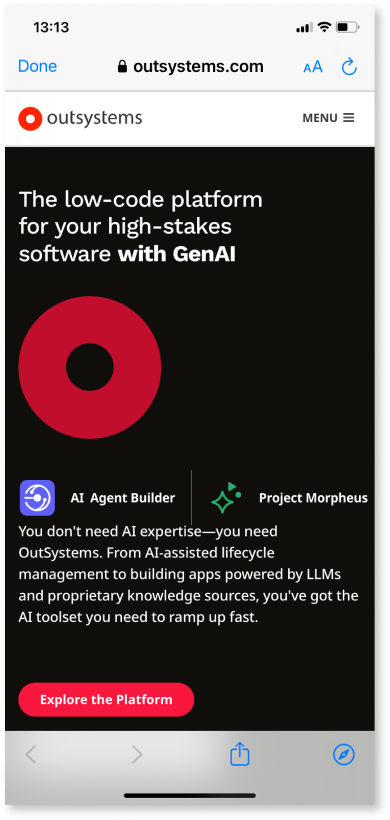 13:13
Done
outsystems.com
AA
outsystems
MENU
The low-code platform
for your high-stakes
software with GenAI
AI Agent Builder
Project Morpheus
You don't need AI expertise—you need
OutSystems. From AI-assisted lifecycle
management to building apps powered by LLMs
and proprietary knowledge sources, you've got the
AI toolset you need to ramp up fast.
Explore the Platform